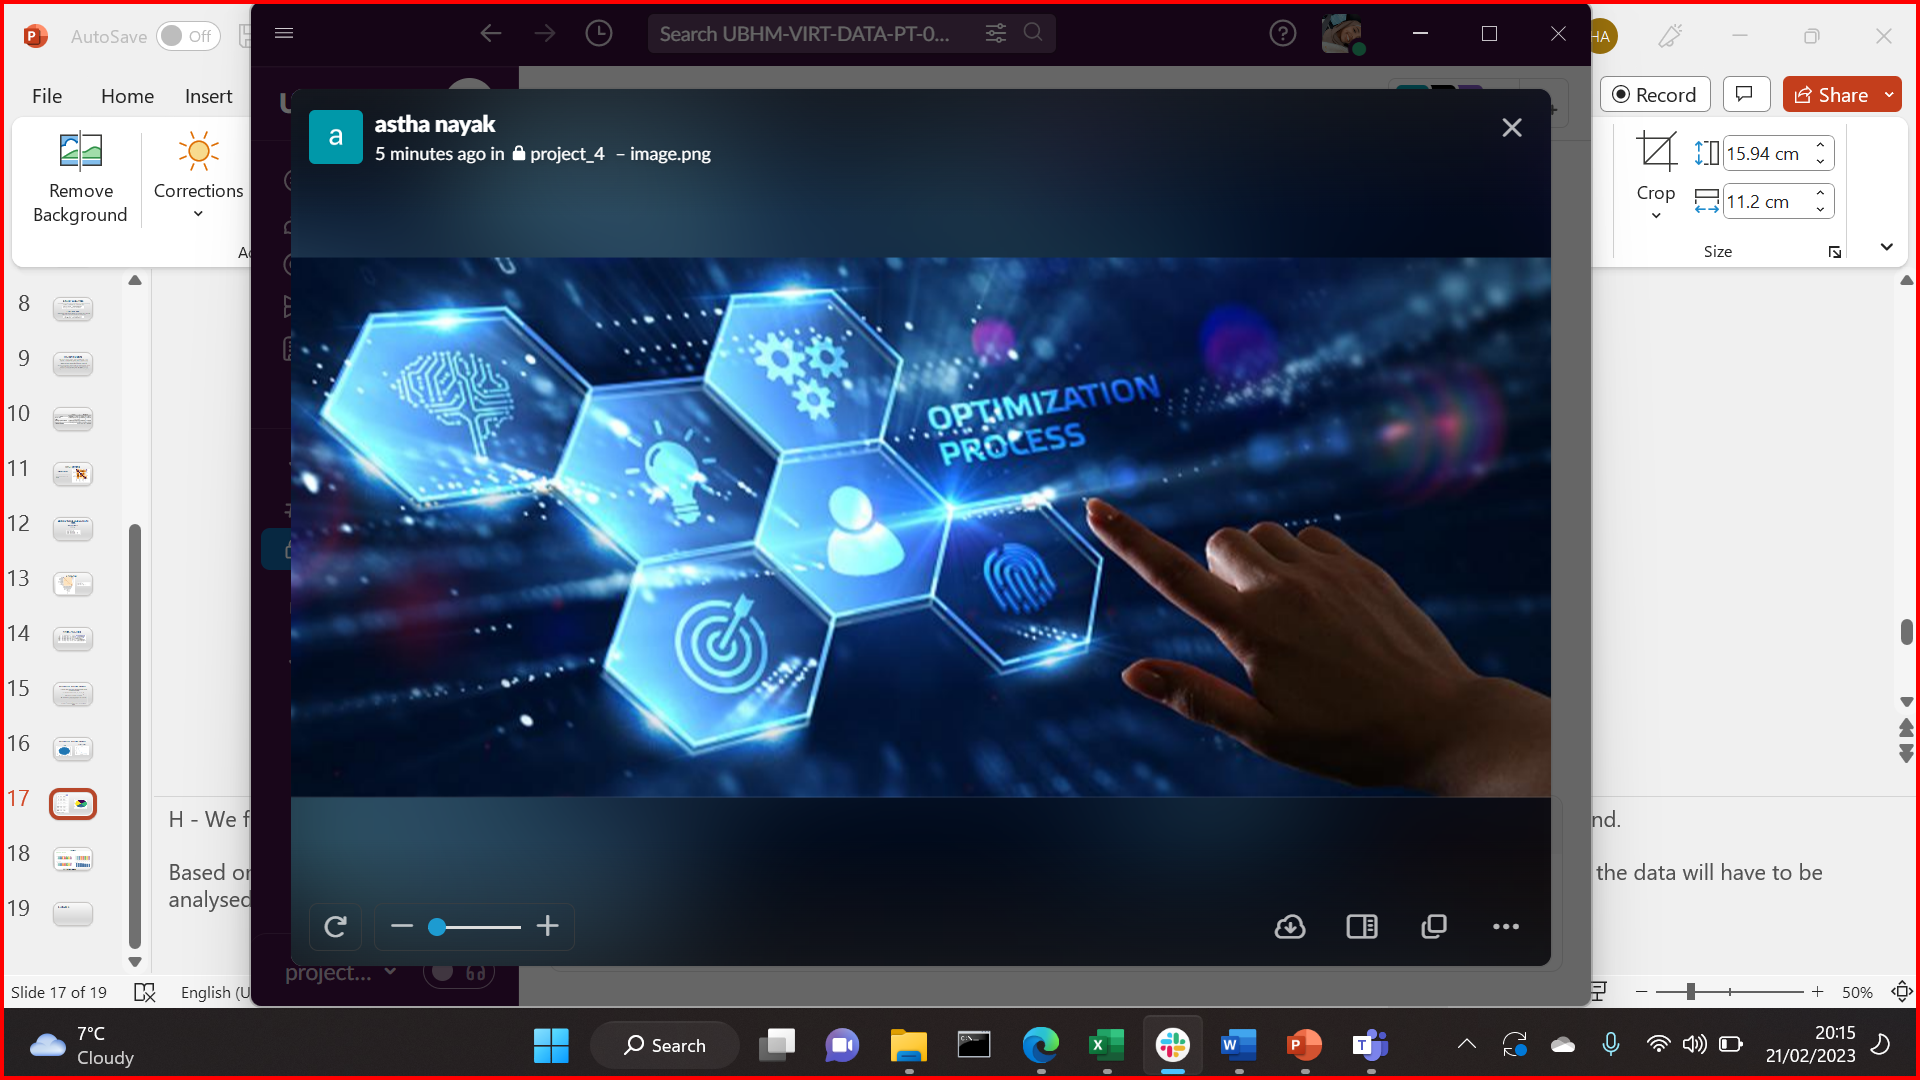 AutoSave Off
Search UBHM-VIRT-DATA-PT-0...
HA
File Home Insert
Record
Share
astha nayak
5 minutes ago in project_4 – image.png
Remove
Background
Corrections
Crop
15.94 cm
11.2 cm
Size
OPTIMIZATION
PROCESS
8
9
10
11
12
13
14
15
16
17
18
19
H - We f
nd.
Based on
the data will have to be
analysed
project...
Slide 17 of 19
English (U
50%
7°C
Cloudy
Search
20:15
21/02/2023